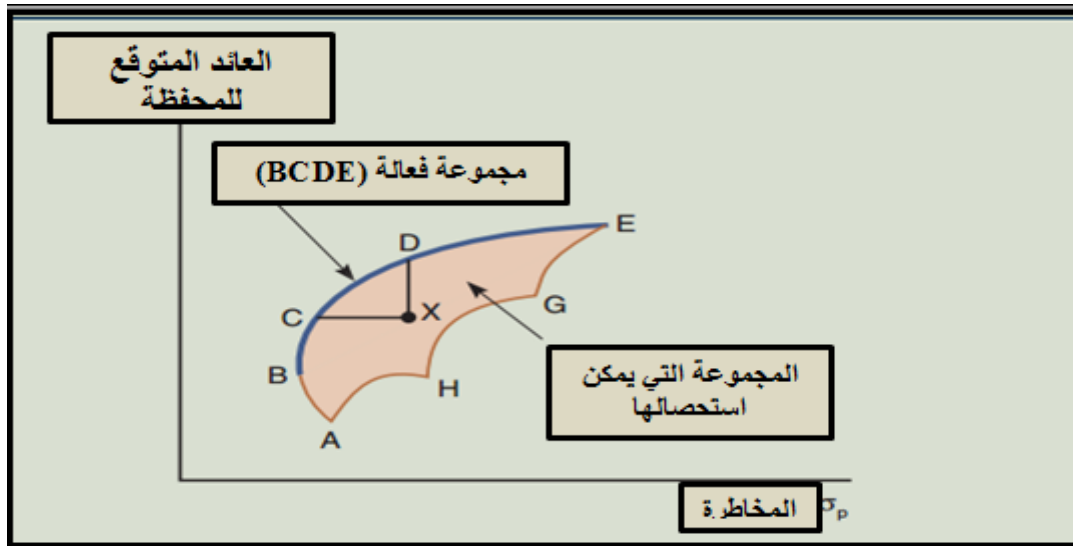 العائد المتوقع
للمحفظة
مجموعة فعالة (BCDE)
E
D
X
C
G
B
H
المجموعة التي يمكن
استحصالها
A
المخاطرة
σp